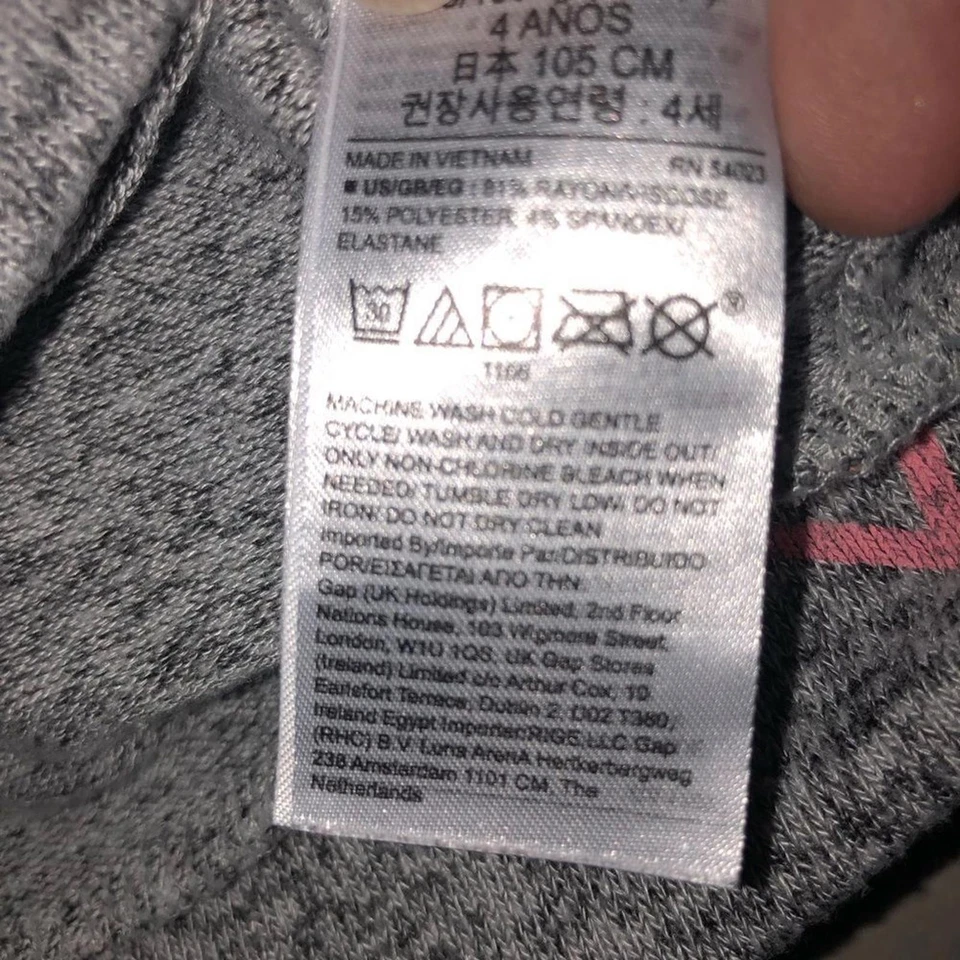 4 AÑOS
日本 105 CM
권장사용연령 : 4세
MADE IN VIETNAM RN 54023
US/GB/EG : 81% RAYON/VISCOSE
15% POLYESTER, 4% SPANDEX/
ELASTANE
30
®
MACHINE WASH COLD GENTLE
CYCLE/ WASH AND DRY INSIDE OUT/
ONLY NON-CHLORINE BLEACH WHEN
NEEDED/ TUMBLE DRY LOW/ DO NOT
IRON/ DO NOT DRY CLEAN
Imported By/Importe Par/DISTRIBUIDO
POR/ΕΙΣΑΓΕΤΑΙ ΑΠΟ ΤΗΝ
Gap (UK Holdings) Limited, 2nd Floor
Nations House, 103 Wigmore Street,
London, W1U 1QS, UK Gap Stores
(Ireland) Limited c/o Arthur Cox, 10
Earlsfort Terrace, Dublin 2, D02 T380,
Ireland Egypt Importer:RIGE,LLC Gap
(RHC) B.V. Luna ArenA Herikerbergweg
238 Amsterdam 1101 CM, The
Netherlands